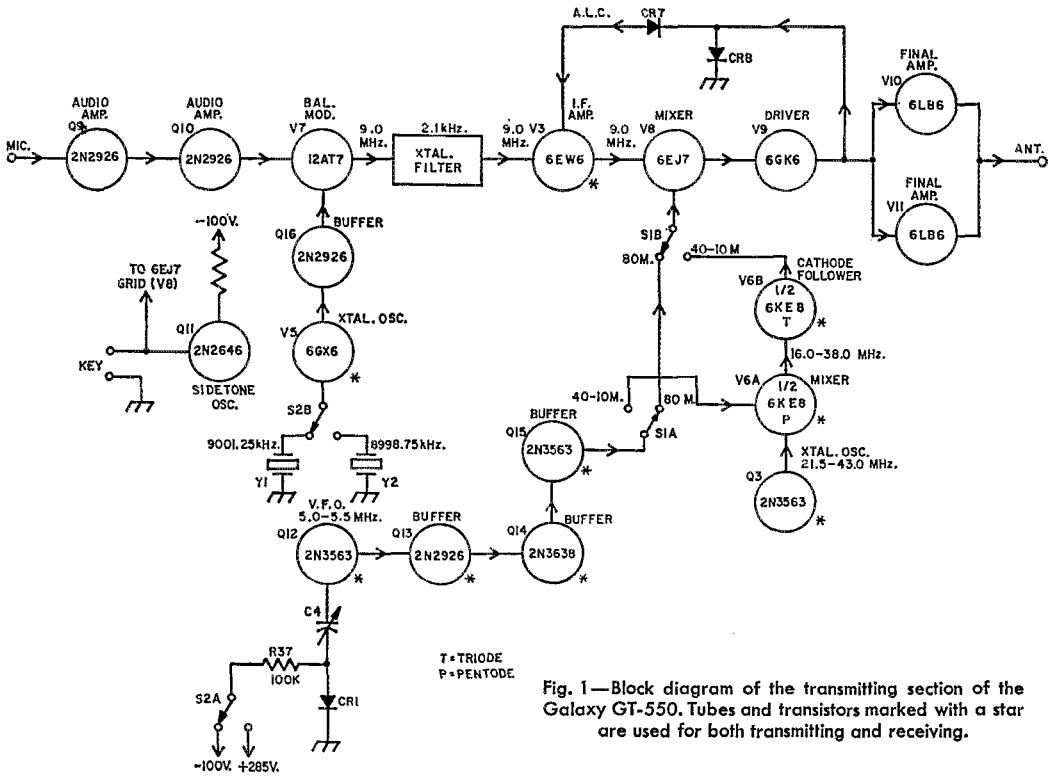 A.L.C.
CR7
CR8
FINAL
AMP.
V10
6LB6
AUDIO
AMP.
Q9
2N2926
AUDIO
AMP.
Q10
2N2926
BAL.
MOD.
V7
12AT7
9.0
MHz.
2.1kHz.
XTAL.
FILTER
9.0
MHz.
I.F.
AMP.
V3
6EW6
*
9.0
MHz.
MIXER
V8
6EJ7
DRIVER
V9
6GK6
MIC.
ANT.
FINAL
AMP.
V11
6LB6
-100V.
BUFFER
Q16
2N2926
S1B
80M.
40-10M
CATHODE
FOLLOWER
V6B
1/2
6KE8
T
*
TO 6EJ7
GRID (V8)
Q11
2N2646
KEY
SIDETONE
OSC.
XTAL. OSC.
V5
6GX6
*
16.0-38.0 MHz.
V6A
MIXER
1/2
6KE8
P
*
S2B
9001.25kHz.
8998.75kHz.
Y1
Y2
40-10M.
80 M.
S1A
BUFFER
Q15
2N3563
*
XTAL. OSC.
21.5-43.0 MHz.
Q3
2N3563
*
V.F.O.
5.0-5.5 MHz.
Q12
2N3563
*
BUFFER
Q13
2N2926
*
BUFFER
Q14
2N3638
*
C4
R37
100K
S2A
CR1
-100V. +285V.
T=TRIODE
P=PENTODE
Fig. 1—Block diagram of the transmitting section of the
Galaxy GT-550. Tubes and transistors marked with a star
are used for both transmitting and receiving.